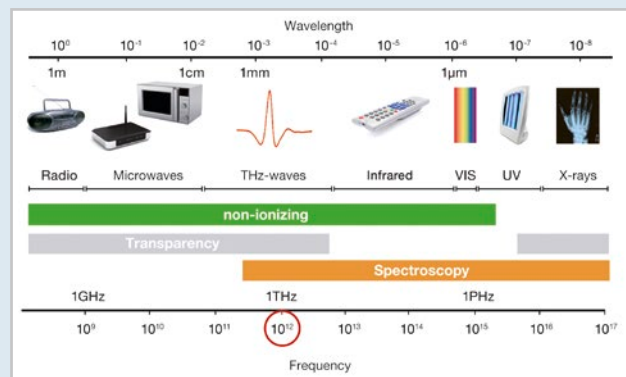 Wavelength
10⁰ 10⁻¹ 10⁻² 10⁻³ 10⁻⁴ 10⁻⁵ 10⁻⁶ 10⁻⁷ 10⁻⁸
1m 1cm 1mm 1µm
Radio Microwaves THz-waves Infrared VIS UV X-rays
non-ionizing
Transparency
Spectroscopy
1GHz 1THz 1PHz
10⁹ 10¹⁰ 10¹¹ 10¹² 10¹³ 10¹⁴ 10¹⁵ 10¹⁶ 10¹⁷
Frequency